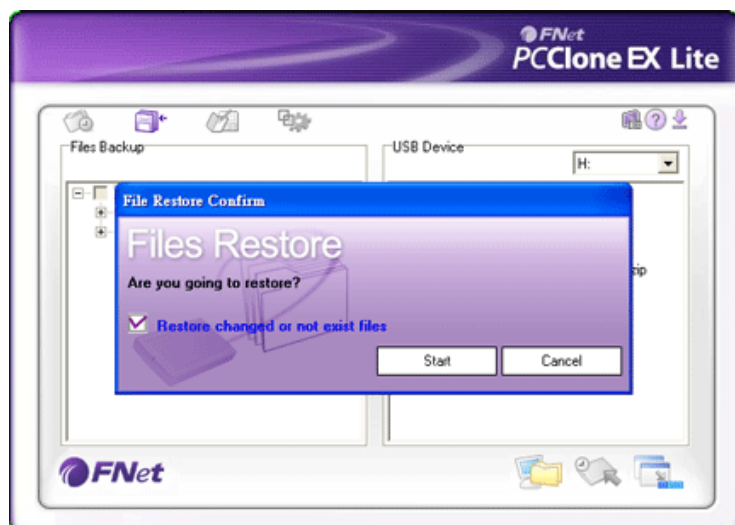 FNet
PCClone EX Lite
Files Backup
USB Device
H:
File Restore Confirm
Files Restore
zip
Are you going to restore?
Restore changed or not exist files
Start
Cancel
FNet